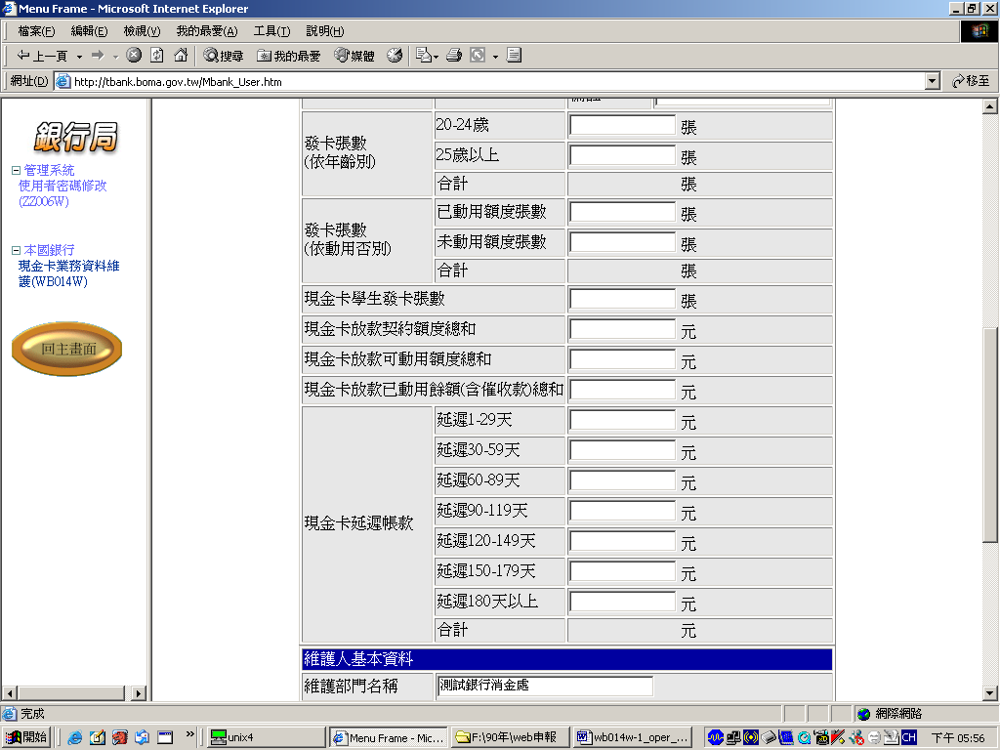 Menu Frame - Microsoft Internet Explorer
檔案(F) 編輯(E) 檢視(V) 我的最愛(A) 工具(T) 說明(H)
上一頁 搜尋 我的最愛 媒體
網址(D) http://tbank.boma.gov.tw/Mbank_User.htm 移至
銀行局
管理系統
使用者密碼修改
(ZZ006W)
本國銀行
現金卡業務資料維
護(WB014W)
回主畫面
發卡張數
(依年齡別)
20-24歲 張
25歲以上 張
合計 張
發卡張數
(依動用否別)
已動用額度張數 張
未動用額度張數 張
合計 張
現金卡學生發卡張數 張
現金卡放款契約額度總和 元
現金卡放款可動用額度總和 元
現金卡放款已動用餘額(含催收款)總和 元
現金卡延遲帳款
延遲1-29天 元
延遲30-59天 元
延遲60-89天 元
延遲90-119天 元
延遲120-149天 元
延遲150-179天 元
延遲180天以上 元
合計 元
維護人基本資料
維護部門名稱 測試銀行消金處
完成 網際網路
開始 unix4 Menu Frame - Mic... F:\90年\web申報 wb014w-1_oper_... CH 下午 05:56